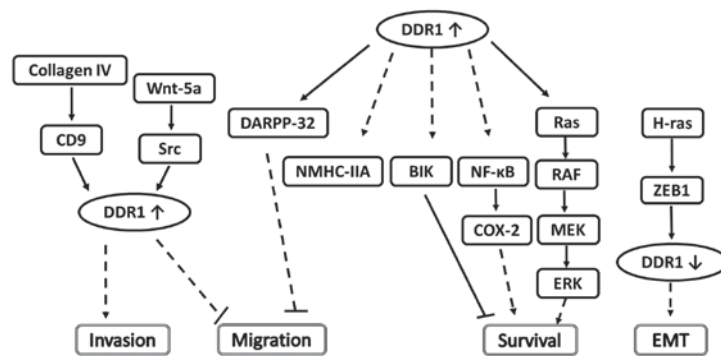 DDR1 ↑
Collagen IV
Wnt-5a
DARPP-32
Ras
H-ras
CD9
Src
NMHC-IIA
BIK
NF-κB
RAF
ZEB1
DDR1 ↑
COX-2
MEK
DDR1 ↓
ERK
Invasion
Migration
Survival
EMT